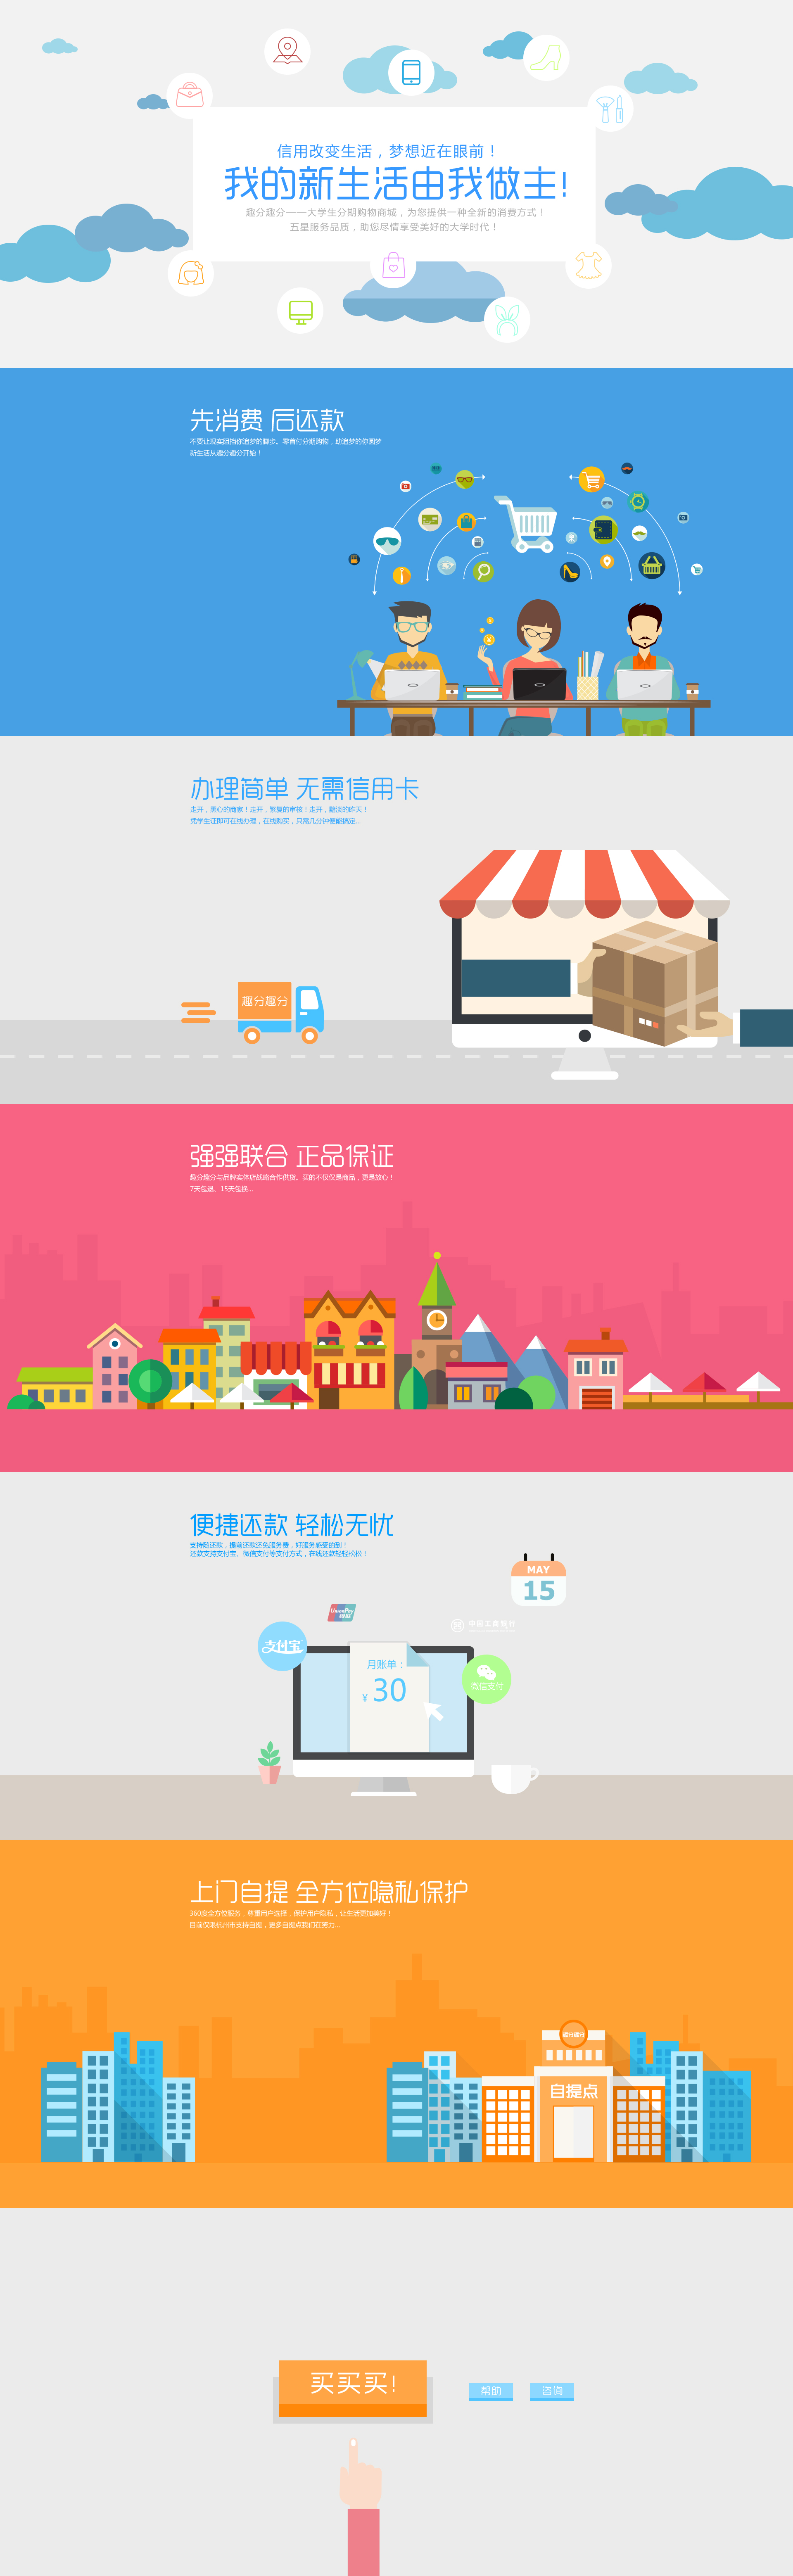 信用改变生活，梦想近在眼前！
我的新生活由我做主!
趣分趣分——大学生分期购物商城，为您提供一种全新的消费方式！
五星服务品质，助您尽情享受美好的大学时代！
先消费 后还款
不要让现实阻挡你追梦的脚步。零首付分期购物，助追梦的你圆梦
新生活从趣分趣分开始！
办理简单 无需信用卡
走开，黑心的商家！走开，繁复的审核！走开，黯淡的昨天！
凭学生证即可在线办理，在线购买，只需几分钟便能搞定...
趣分趣分
强强联合 正品保证
趣分趣分与品牌实体店战略合作供货。买的不仅仅是商品，更是放心！
7天包退、15天包换...
便捷还款 轻松无忧
支持随还款，提前还款还免服务费，好服务感受的到！
还款支持支付宝、微信支付等支付方式，在线还款轻轻松松！
MAY
15
UnionPay
银联
中国工商银行
支付宝
月账单：
¥ 30
微信支付
上门自提 全方位隐私保护
360度全方位服务，尊重用户选择，保护用户隐私，让生活更加美好！
目前仅限杭州市支持自提，更多自提点我们在努力...
趣分趣分
自提点
买买买!
帮助
咨询